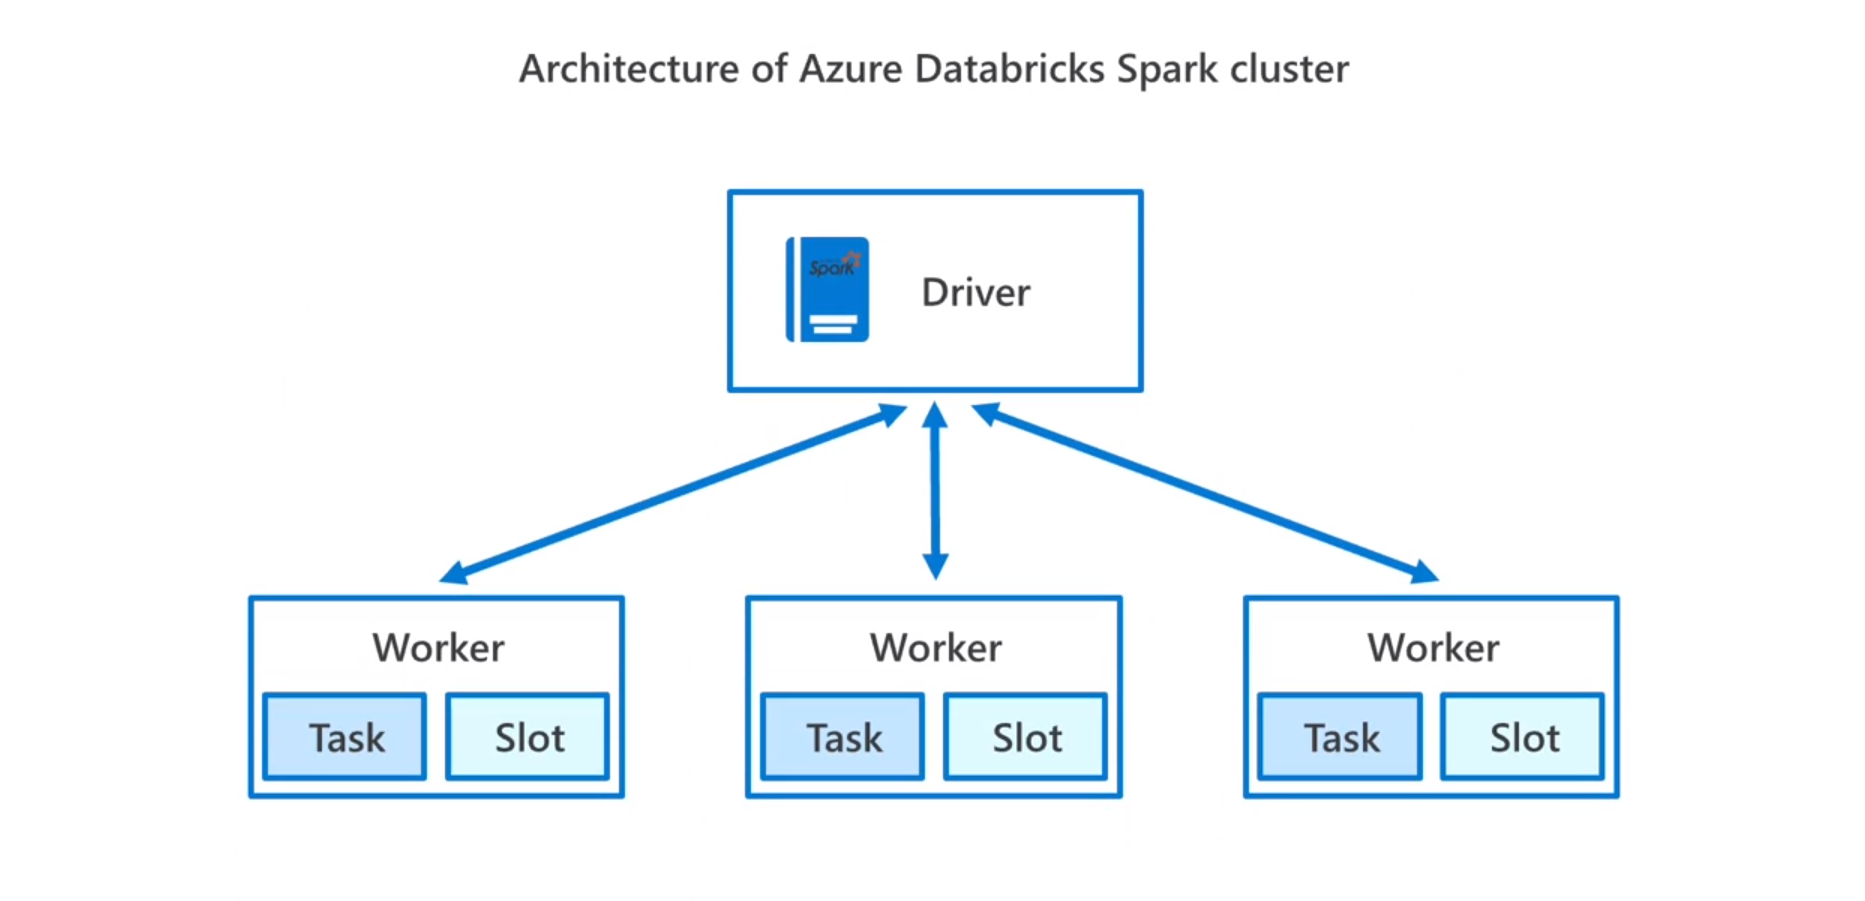 Architecture of Azure Databricks Spark cluster
Spark
Driver
Worker
Worker
Worker
Task
Slot
Task
Slot
Task
Slot